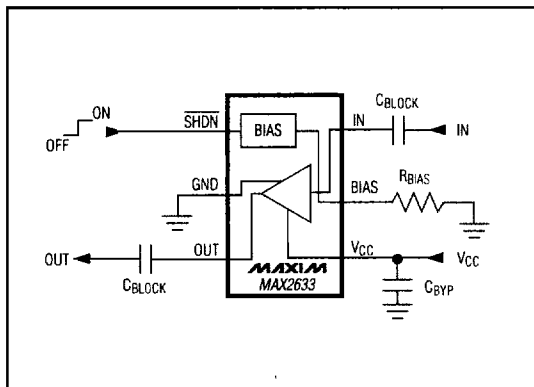 ON
OFF
SHDN
BIAS
IN
CBLOCK
IN
GND
BIAS
RBIAS
OUT
OUT
VCC
VCC
CBLOCK
MAXIM
MAX2633
CBYP